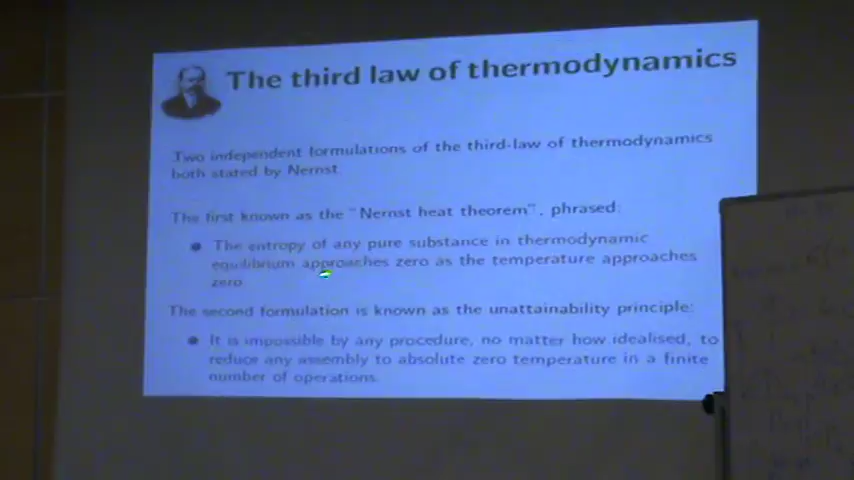 The third law of thermodynamics
Two independent formulations of the third-law of thermodynamics
both stated by Nernst.
The first known as the "Nernst heat theorem", phrased:
The entropy of any pure substance in thermodynamic
equilibrium approaches zero as the temperature approaches
zero
The second formulation is known as the unattainability principle:
It is impossible by any procedure, no matter how idealised, to
reduce any assembly to absolute zero temperature in a finite
number of operations.